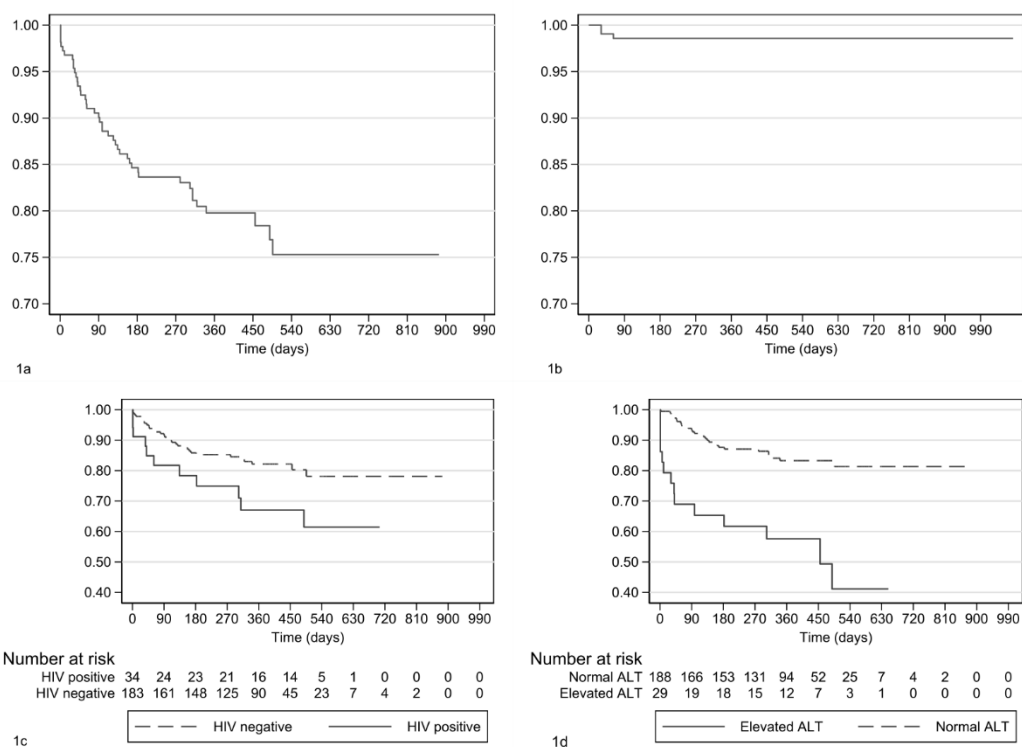 1.00
0.95
0.90
0.85
0.80
0.75
0.70
0 90 180 270 360 450 540 630 720 810 900 990
Time (days)
1a
1.00
0.95
0.90
0.85
0.80
0.75
0.70
0 90 180 270 360 450 540 630 720 810 900 990
Time (days)
1b
1.00
0.90
0.80
0.70
0.60
0.50
0.40
0 90 180 270 360 450 540 630 720 810 900 990
Time (days)
Number at risk
HIV positive 34 24 23 21 16 14 5 1 0 0 0 0
HIV negative 183 161 148 125 90 45 23 7 4 2 0 0
HIV negative HIV positive
1c
1.00
0.90
0.80
0.70
0.60
0.50
0.40
0 90 180 270 360 450 540 630 720 810 900 990
Time (days)
Number at risk
Normal ALT 188 166 153 131 94 52 25 7 4 2 0 0
Elevated ALT 29 19 18 15 12 7 3 1 0 0 0 0
Elevated ALT Normal ALT
1d